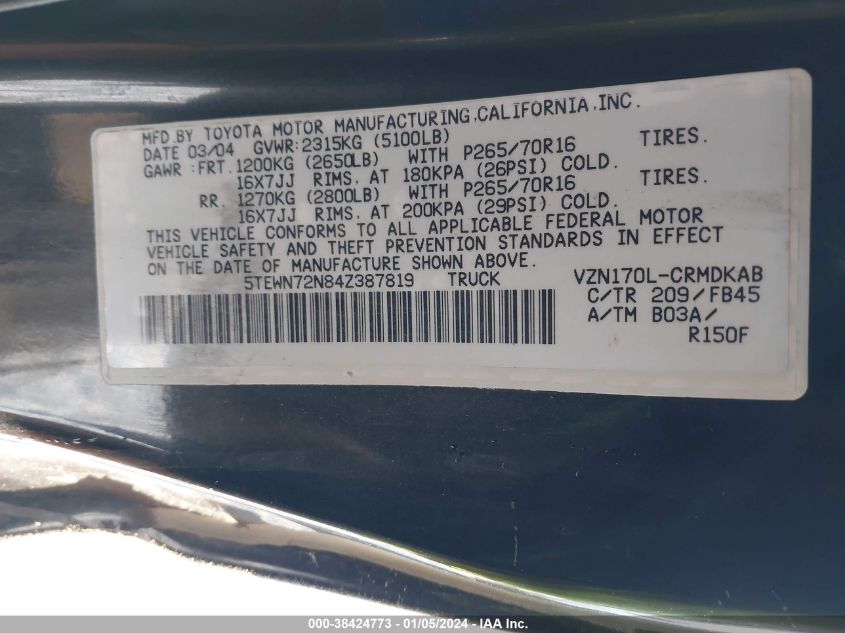 MFD.BY TOYOTA MOTOR MANUFACTURING,CALIFORNIA,INC.
DATE 03/04 GVWR:2315KG (5100LB)
GAWR :FRT.1200KG (2650LB) WITH P265/70R16 TIRES.
16X7JJ RIMS. AT 180KPA (26PSI) COLD.
RR. 1270KG (2800LB) WITH P265/70R16 TIRES.
16X7JJ RIMS. AT 200KPA (29PSI) COLD.
THIS VEHICLE CONFORMS TO ALL APPLICABLE FEDERAL MOTOR
VEHICLE SAFETY AND THEFT PREVENTION STANDARDS IN EFFECT
ON THE DATE OF MANUFACTURE SHOWN ABOVE.
5TEWN72N84Z387819 TRUCK VZN170L-CRMDKAB
C/TR 209/FB45
A/TM B03A/
R150F
000-38424773 - 01/05/2024 - IAA Inc.